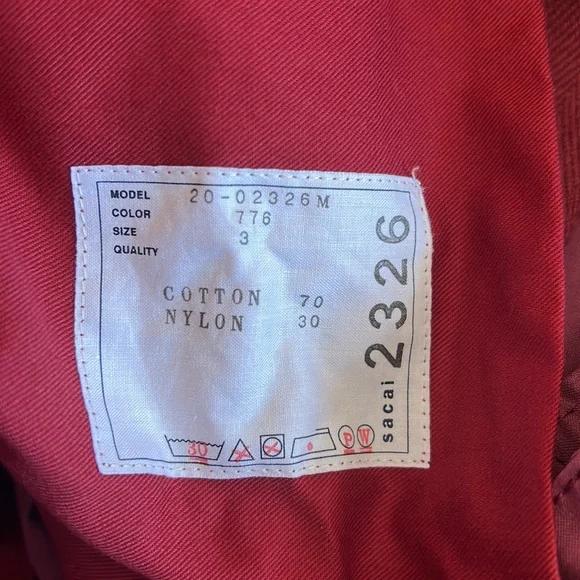 MODEL 20-02326M
COLOR 776
SIZE 3
QUALITY
COTTON 70
NYLON 30
30 P W
sacai 2326